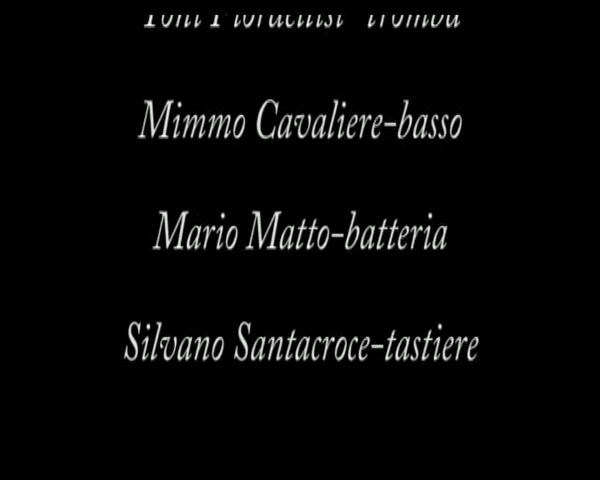 Mimmo Cavaliere-basso
Mario Matto-batteria
Silvano Santacroce-tastiere